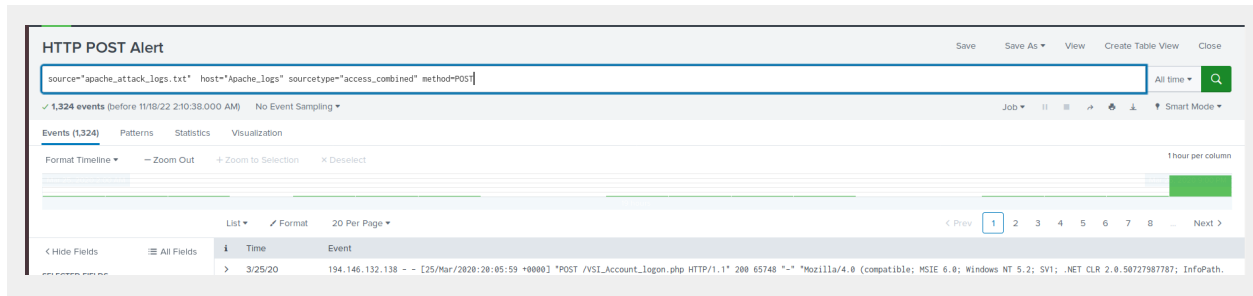 HTTP POST Alert
Save Save As ▾ View Create Table View Close
source="apache_attack_logs.txt" host="Apache_logs" sourcetype="access_combined" method=POST
All time ▾
✓ 1,324 events (before 11/18/22 2:10:38.000 AM) No Event Sampling ▾
Job ▾ Smart Mode ▾
Events (1,324) Patterns Statistics Visualization
Format Timeline ▾ — Zoom Out + Zoom to Selection × Deselect
1 hour per column
List ▾ Format 20 Per Page ▾
< Prev 1 2 3 4 5 6 7 8 ... Next >
< Hide Fields All Fields
i Time Event
> 3/25/20 194.146.132.138 - - [25/Mar/2020:20:05:59 +0000] "POST /VSI_Account_logon.php HTTP/1.1" 200 65748 "-" "Mozilla/4.0 (compatible; MSIE 6.0; Windows NT 5.2; SV1; .NET CLR 2.0.50727987787; InfoPath.